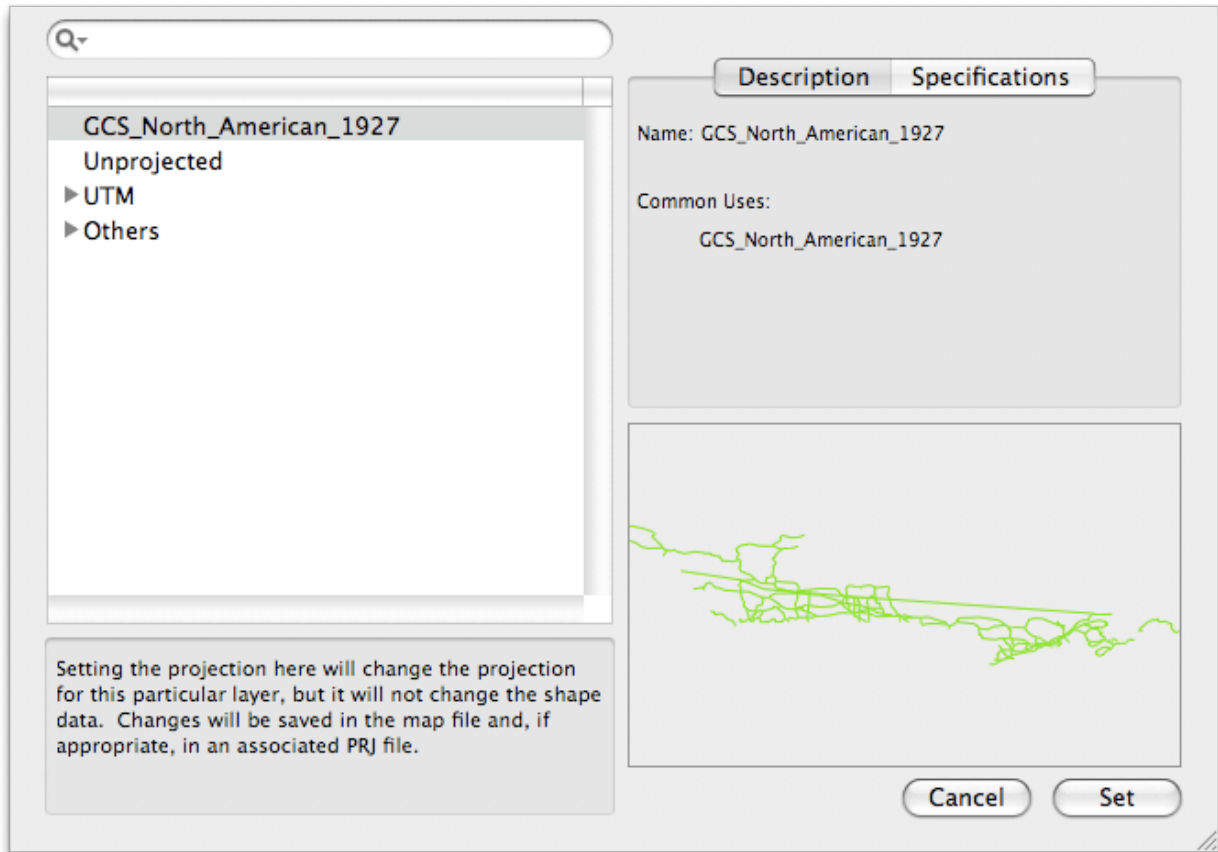 GCS_North_American_1927
Unprojected
UTM
Others
Setting the projection here will change the projection
for this particular layer, but it will not change the shape
data. Changes will be saved in the map file and, if
appropriate, in an associated PRJ file.
Description Specifications
Name: GCS_North_American_1927
Common Uses:
GCS_North_American_1927
Cancel Set